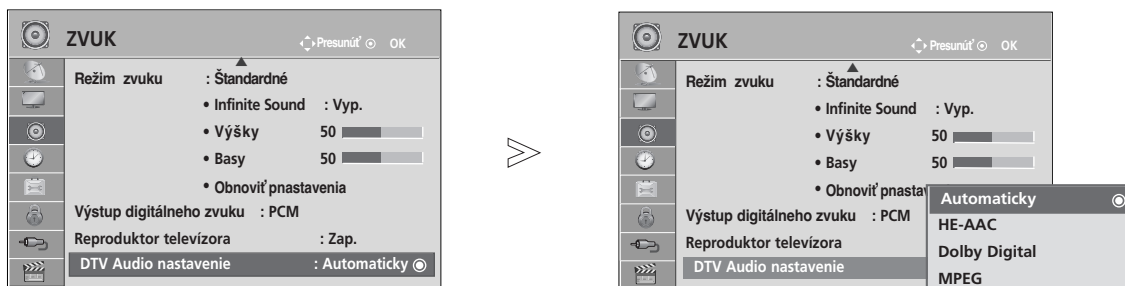 ZVUK
Presunúť OK
Režim zvuku : Štandardné
• Infinite Sound : Vyp.
• Výšky 50
• Basy 50
• Obnoviť pnastavenia
Výstup digitálneho zvuku : PCM
Reproduktor televízora : Zap.
DTV Audio nastavenie : Automaticky
ZVUK
Presunúť OK
Režim zvuku : Štandardné
• Infinite Sound : Vyp.
• Výšky 50
• Basy 50
• Obnoviť pnastav
Výstup digitálneho zvuku : PCM
Reproduktor televízora
DTV Audio nastavenie
Automaticky
HE-AAC
Dolby Digital
MPEG